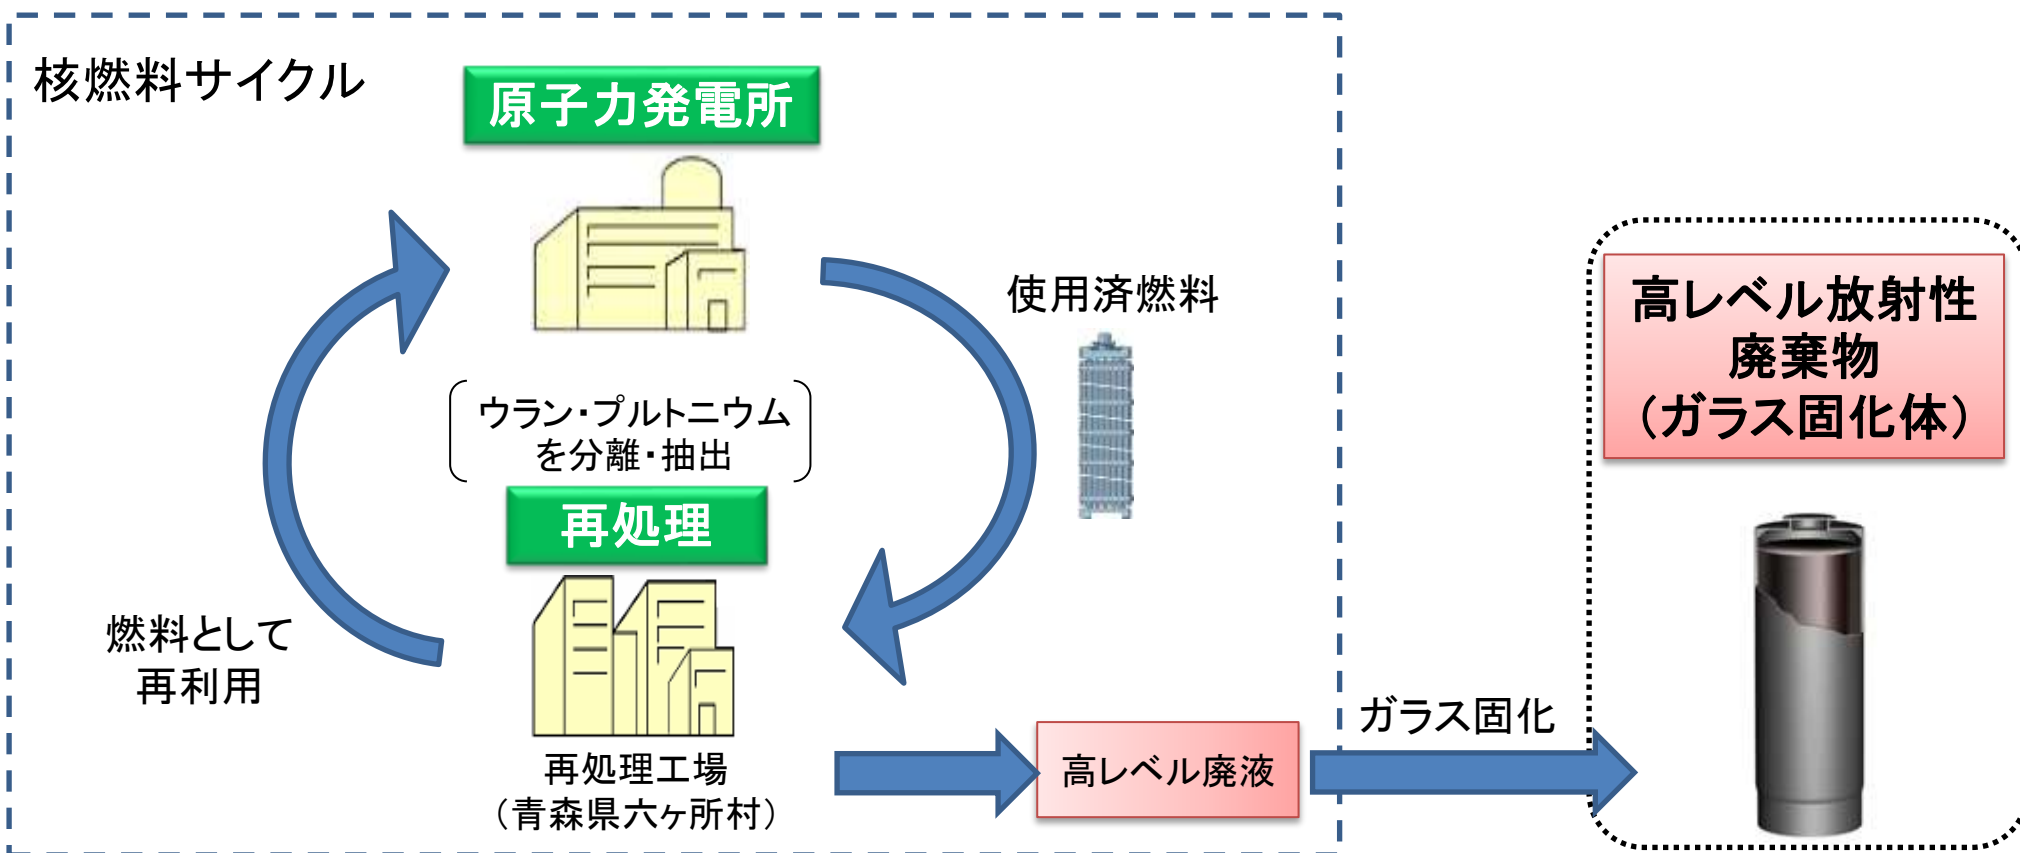 核燃料サイクル
原子力発電所
使用済燃料
ウラン・プルトニウム
を分離・抽出
再処理
燃料として
再利用
再処理工場
（青森県六ヶ所村）
高レベル廃液
ガラス固化
高レベル放射性
廃棄物
（ガラス固化体）